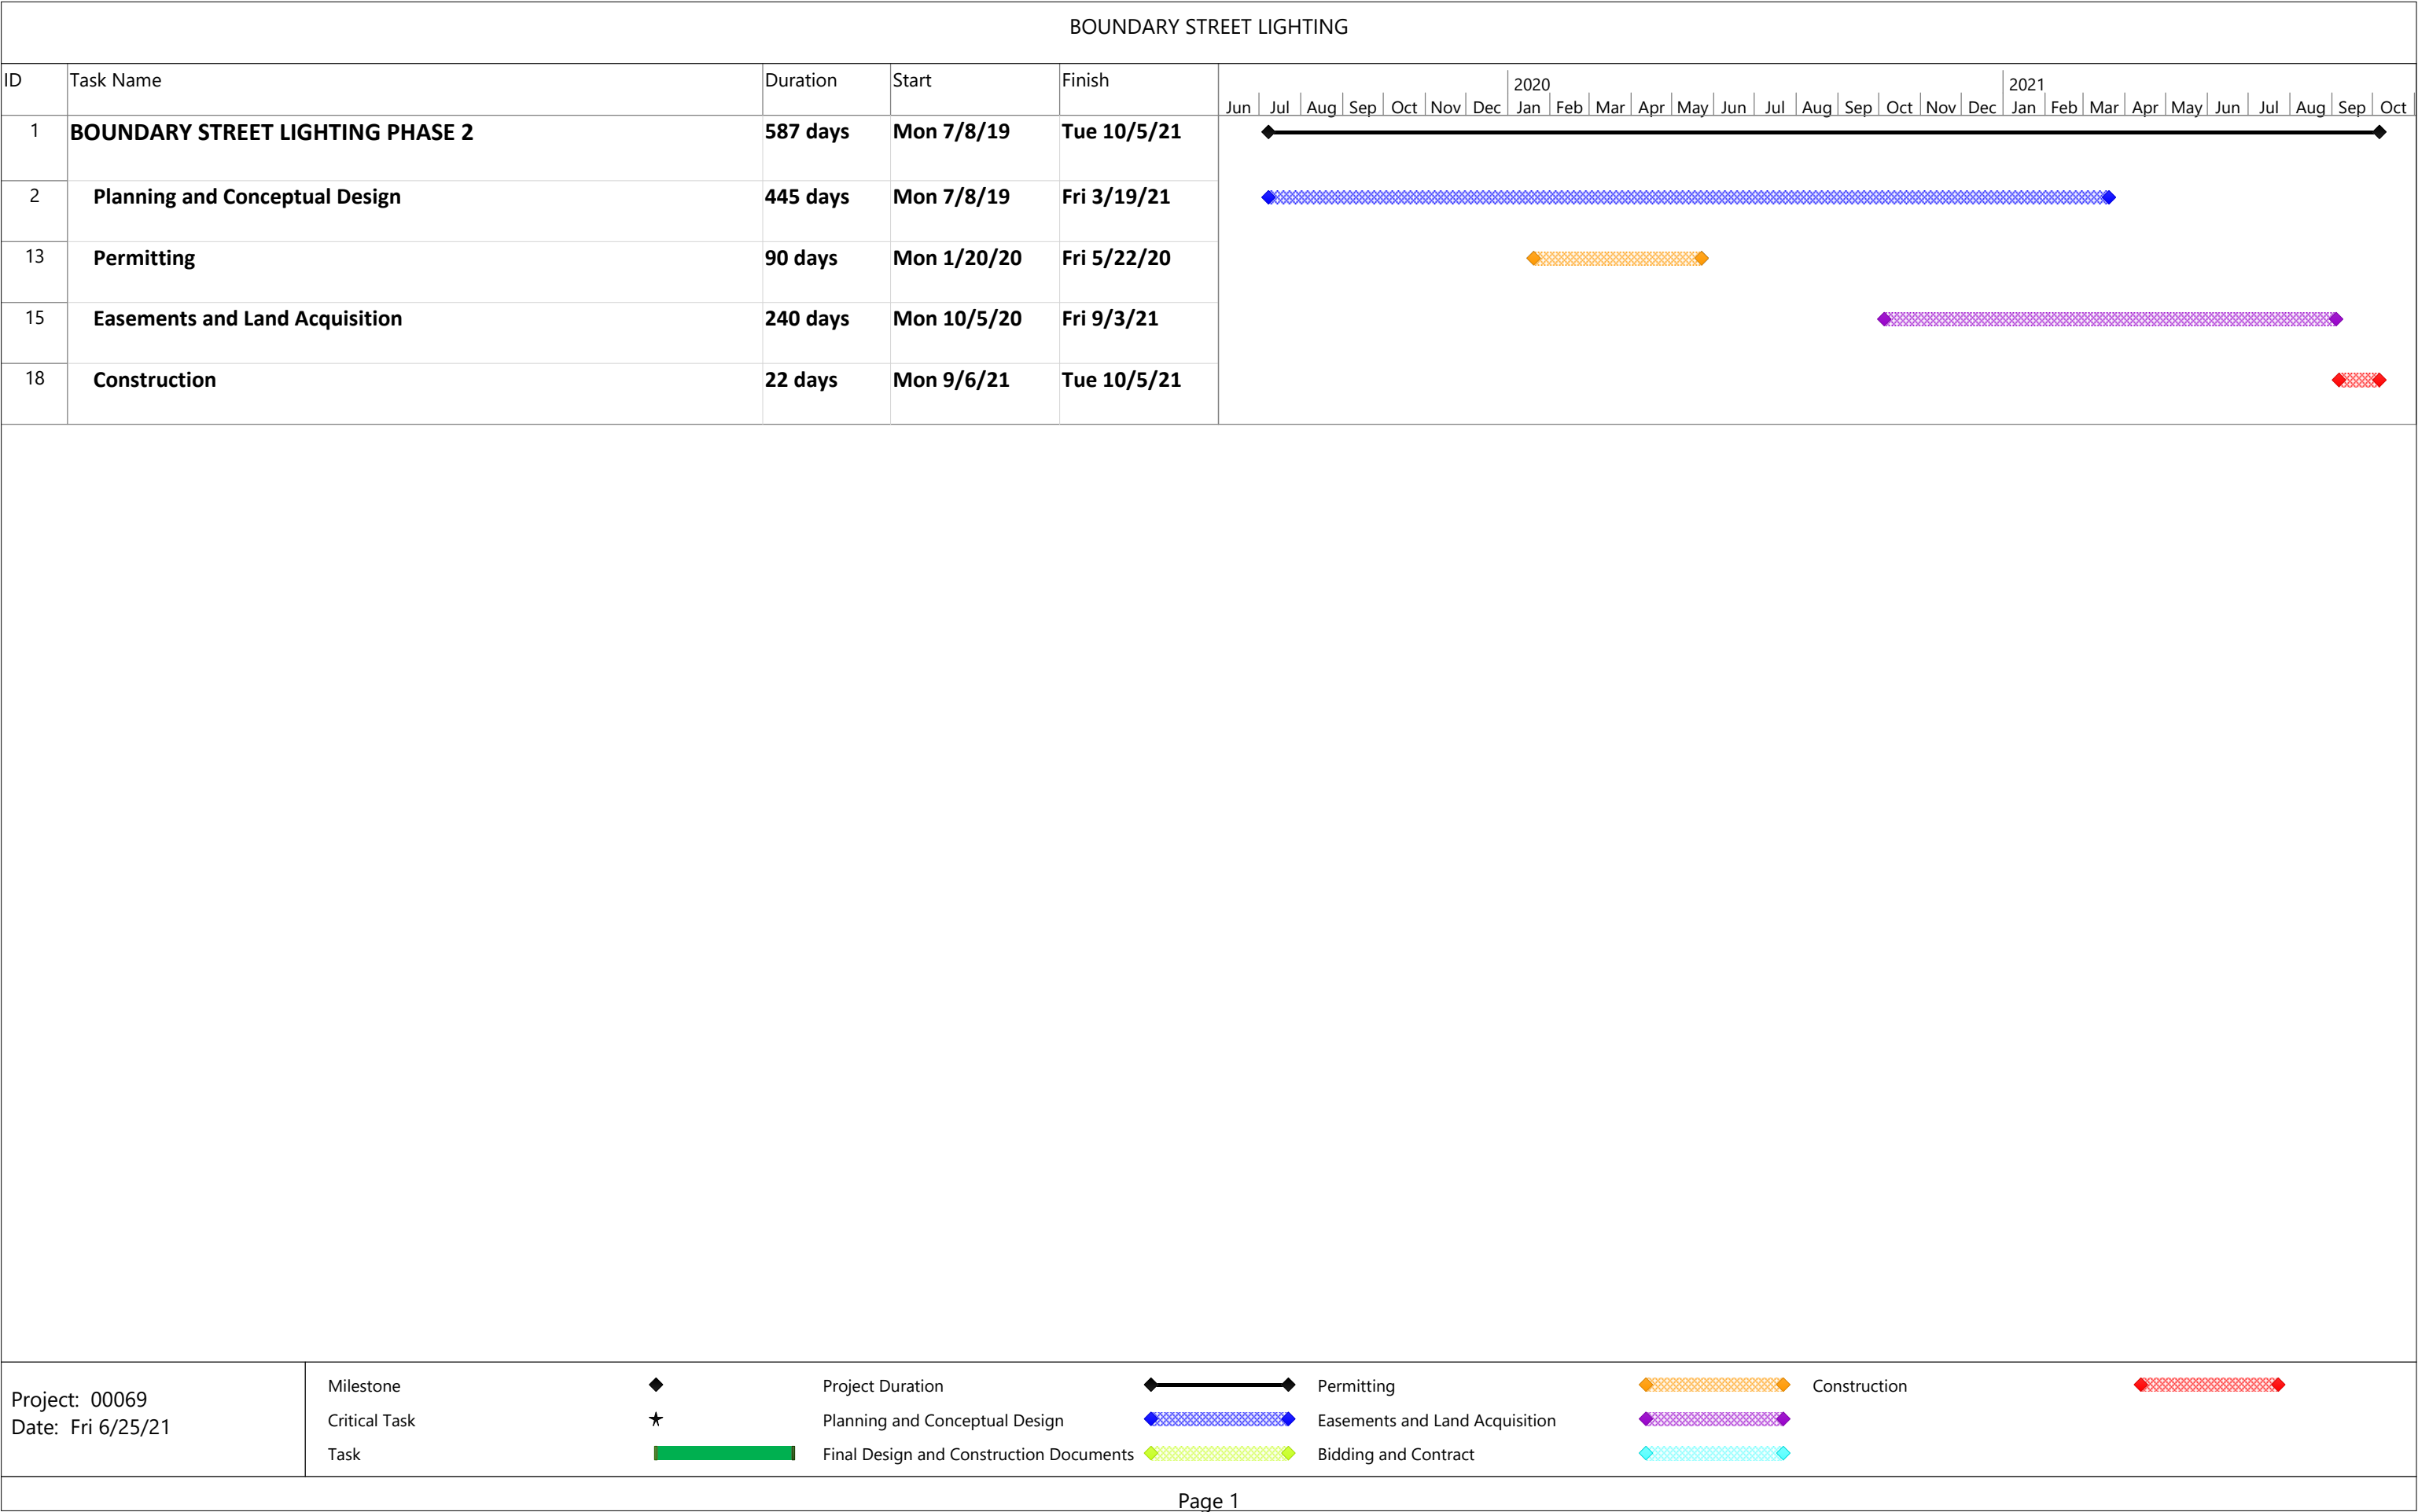 BOUNDARY STREET LIGHTING
ID Task Name Duration Start Finish
2020 2021
Jun Jul Aug Sep Oct Nov Dec Jan Feb Mar Apr May Jun Jul Aug Sep Oct Nov Dec Jan Feb Mar Apr May Jun Jul Aug Sep Oct
1 BOUNDARY STREET LIGHTING PHASE 2 587 days Mon 7/8/19 Tue 10/5/21
2 Planning and Conceptual Design 445 days Mon 7/8/19 Fri 3/19/21
13 Permitting 90 days Mon 1/20/20 Fri 5/22/20
15 Easements and Land Acquisition 240 days Mon 10/5/20 Fri 9/3/21
18 Construction 22 days Mon 9/6/21 Tue 10/5/21
Project: 00069
Date: Fri 6/25/21
Milestone Project Duration Permitting Construction
Critical Task Planning and Conceptual Design Easements and Land Acquisition
Task Final Design and Construction Documents Bidding and Contract
Page 1